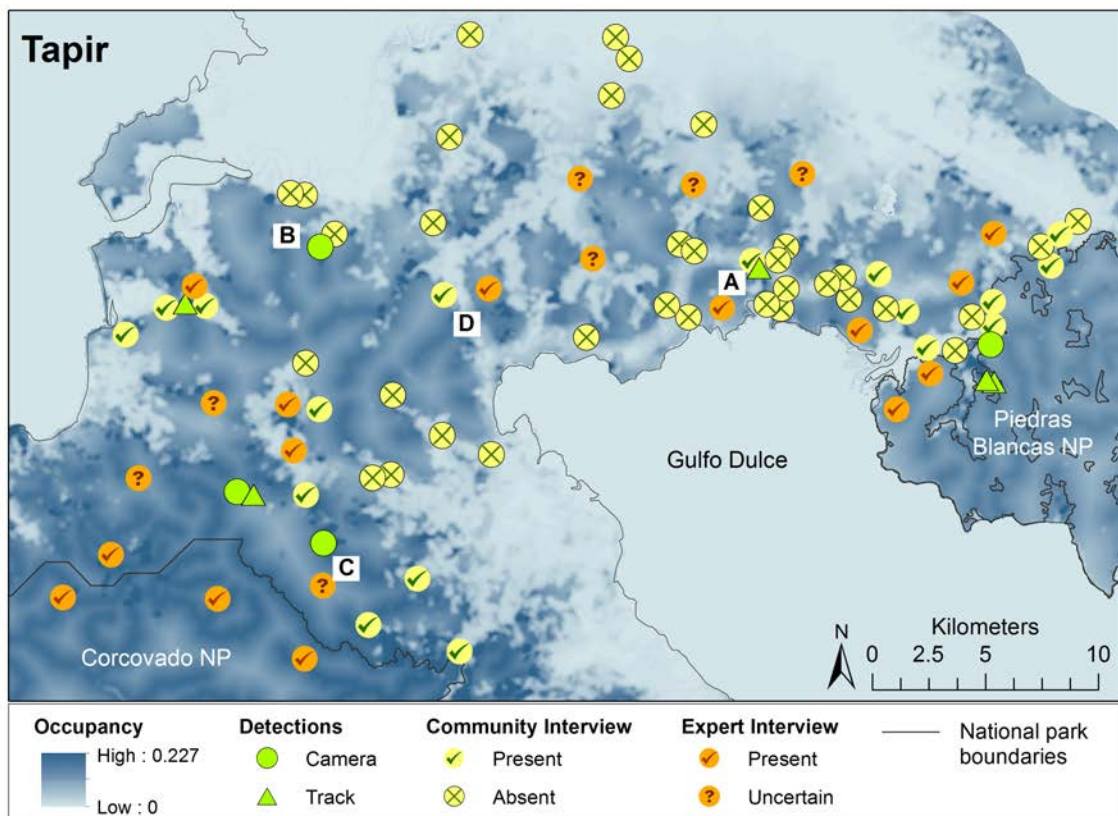 Tapir
B
A
D
C
Gulfo Dulce
Piedras
Blancas NP
Corcovado NP
N
Kilometers
0 2.5 5 10
Occupancy
High : 0.227
Low : 0
Detections
Camera
Track
Community Interview
Present
Absent
Expert Interview
Present
Uncertain
National park
boundaries